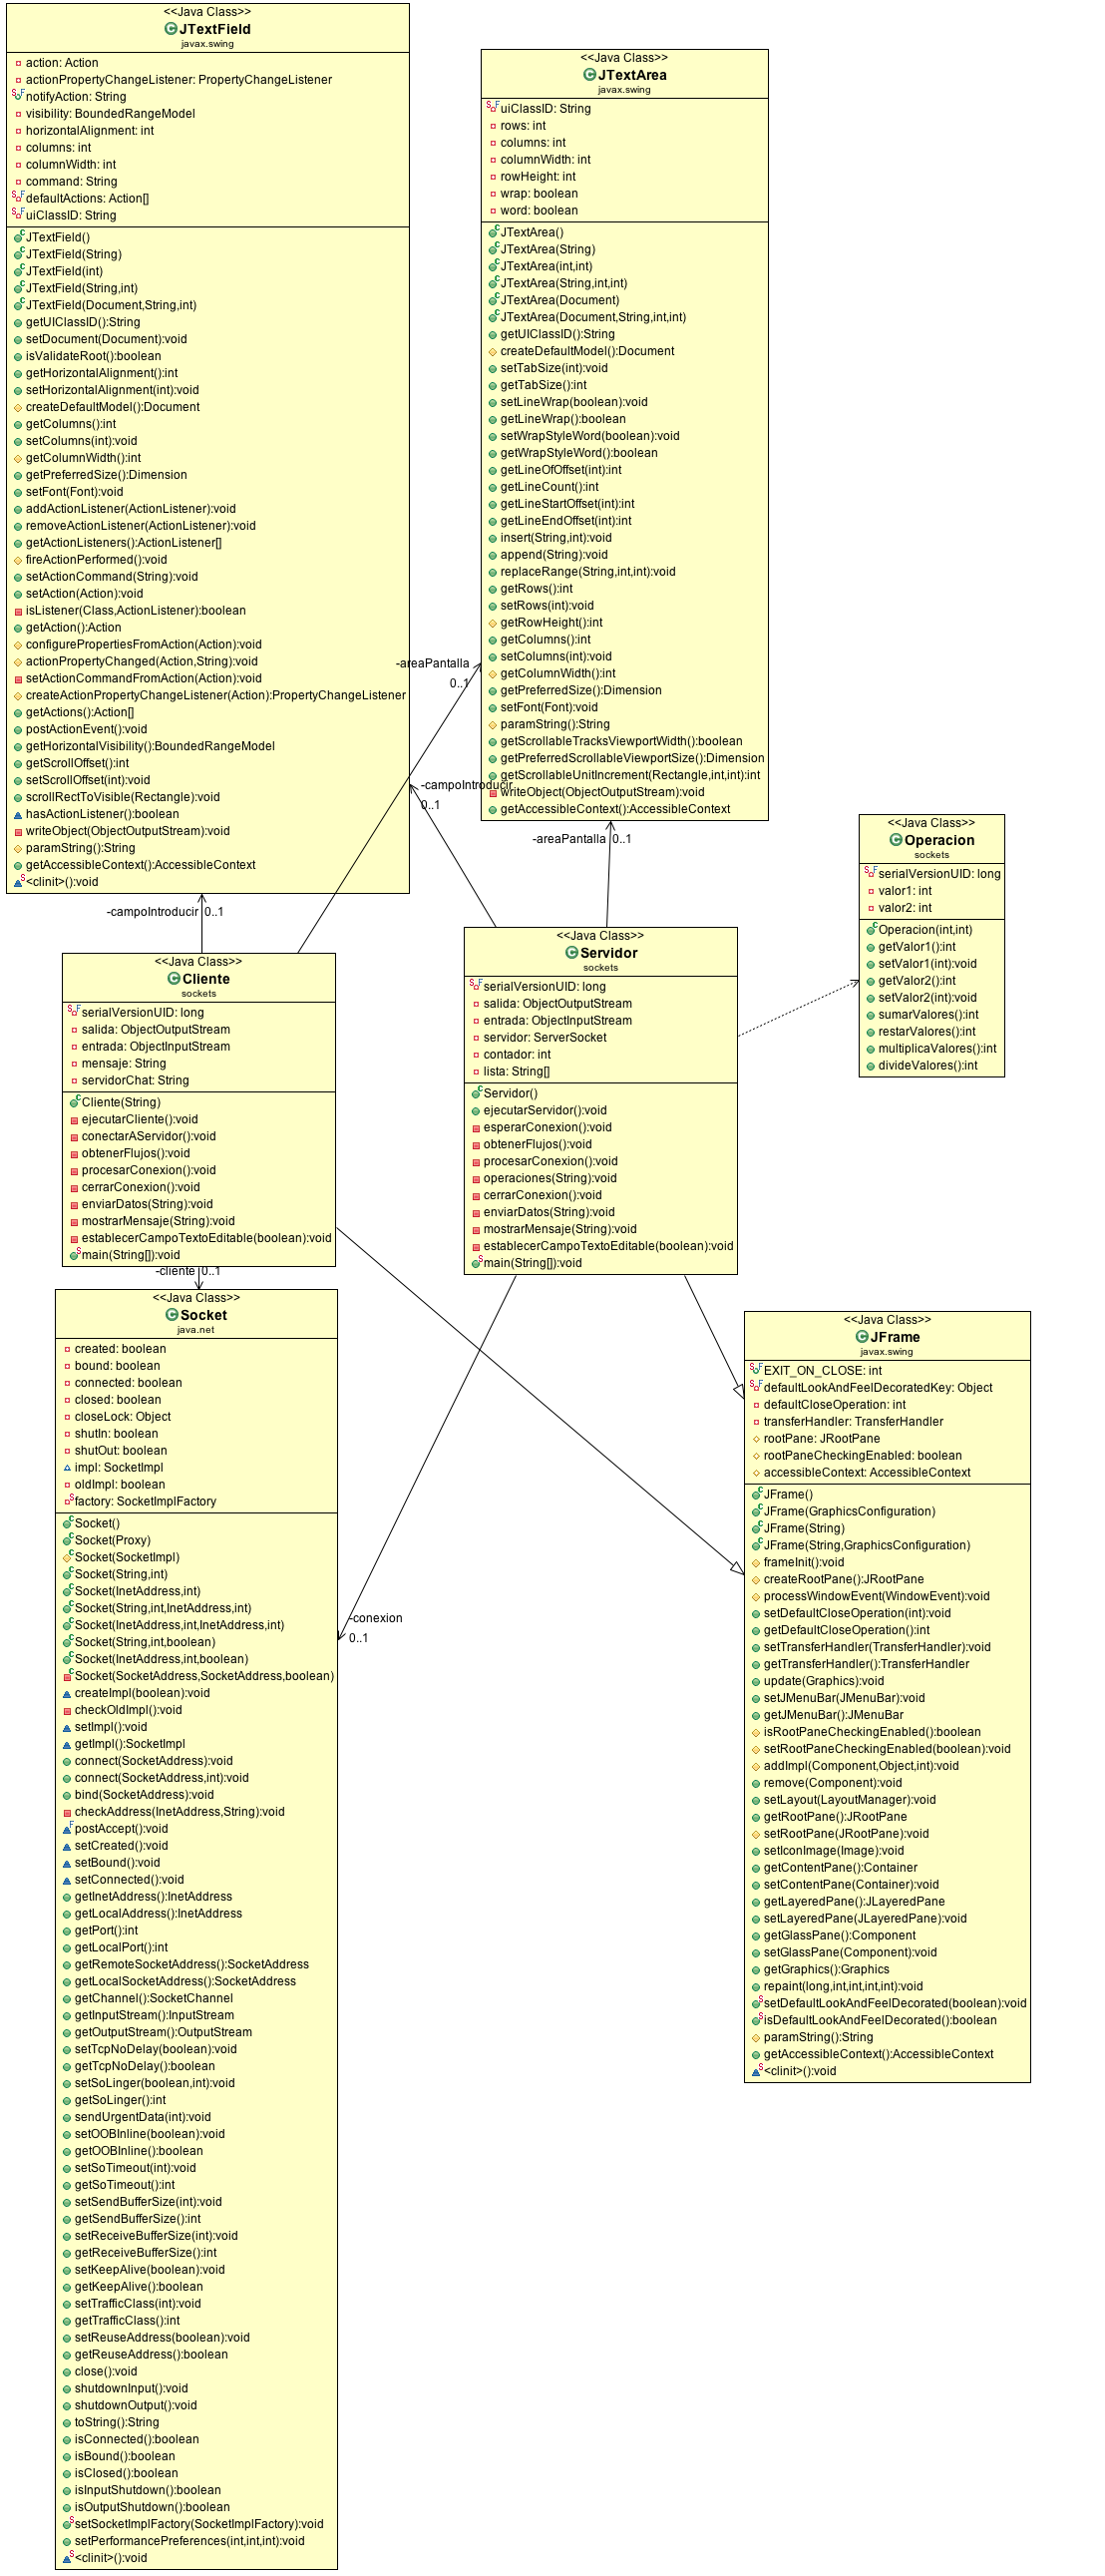 <<Java Class>>
JTextField
javax.swing
action: Action
actionPropertyChangeListener: PropertyChangeListener
notifyAction: String
visibility: BoundedRangeModel
horizontalAlignment: int
columns: int
columnWidth: int
command: String
defaultActions: Action[]
uiClassID: String
JTextField()
JTextField(String)
JTextField(int)
JTextField(String,int)
JTextField(Document,String,int)
getUIClassID():String
setDocument(Document):void
isValidateRoot():boolean
getHorizontalAlignment():int
setHorizontalAlignment(int):void
createDefaultModel():Document
getColumns():int
setColumns(int):void
getColumnWidth():int
getPreferredSize():Dimension
setFont(Font):void
addActionListener(ActionListener):void
removeActionListener(ActionListener):void
getActionListeners():ActionListener[]
fireActionPerformed():void
setActionCommand(String):void
setAction(Action):void
isListener(Class,ActionListener):boolean
getAction():Action
configurePropertiesFromAction(Action):void
actionPropertyChanged(Action,String):void
setActionCommandFromAction(Action):void
createActionPropertyChangeListener(Action):PropertyChangeListener
getActions():Action[]
postActionEvent():void
getHorizontalVisibility():BoundedRangeModel
getScrollOffset():int
setScrollOffset(int):void
scrollRectToVisible(Rectangle):void
hasActionListener():boolean
writeObject(ObjectOutputStream):void
paramString():String
getAccessibleContext():AccessibleContext
<clinit>():void
<<Java Class>>
JTextArea
javax.swing
uiClassID: String
rows: int
columns: int
columnWidth: int
rowHeight: int
wrap: boolean
word: boolean
JTextArea()
JTextArea(String)
JTextArea(int,int)
JTextArea(String,int,int)
JTextArea(Document)
JTextArea(Document,String,int,int)
getUIClassID():String
createDefaultModel():Document
setTabSize(int):void
getTabSize():int
setLineWrap(boolean):void
getLineWrap():boolean
setWrapStyleWord(boolean):void
getWrapStyleWord():boolean
getLineOfOffset(int):int
getLineCount():int
getLineStartOffset(int):int
getLineEndOffset(int):int
insert(String,int):void
append(String):void
replaceRange(String,int,int):void
getRows():int
setRows(int):void
getRowHeight():int
getColumns():int
setColumns(int):void
getColumnWidth():int
getPreferredSize():Dimension
setFont(Font):void
paramString():String
getScrollableTracksViewportWidth():boolean
getPreferredScrollableViewportSize():Dimension
getScrollableUnitIncrement(Rectangle,int,int):int
writeObject(ObjectOutputStream):void
getAccessibleContext():AccessibleContext
-areaPantalla
0..1
-campoIntroducir
0..1
-areaPantalla 0..1
-campoIntroducir 0..1
<<Java Class>>
Operacion
sockets
serialVersionUID: long
valor1: int
valor2: int
Operacion(int,int)
getValor1():int
setValor1(int):void
getValor2():int
setValor2(int):void
sumarValores():int
restarValores():int
multiplicaValores():int
divideValores():int
<<Java Class>>
Cliente
sockets
serialVersionUID: long
salida: ObjectOutputStream
entrada: ObjectInputStream
mensaje: String
servidorChat: String
Cliente(String)
ejecutarCliente():void
conectarAServidor():void
obtenerFlujos():void
procesarConexion():void
cerrarConexion():void
enviarDatos(String):void
mostrarMensaje(String):void
establecerCampoTextoEditable(boolean):void
main(String[]):void
<<Java Class>>
Servidor
sockets
serialVersionUID: long
salida: ObjectOutputStream
entrada: ObjectInputStream
servidor: ServerSocket
contador: int
lista: String[]
Servidor()
ejecutarServidor():void
esperarConexion():void
obtenerFlujos():void
procesarConexion():void
operaciones(String):void
cerrarConexion():void
enviarDatos(String):void
mostrarMensaje(String):void
establecerCampoTextoEditable(boolean):void
main(String[]):void
-cliente 0..1
<<Java Class>>
Socket
java.net
created: boolean
bound: boolean
connected: boolean
closed: boolean
closeLock: Object
shutIn: boolean
shutOut: boolean
impl: SocketImpl
oldImpl: boolean
factory: SocketImplFactory
Socket()
Socket(Proxy)
Socket(SocketImpl)
Socket(String,int)
Socket(InetAddress,int)
Socket(String,int,InetAddress,int)
Socket(InetAddress,int,InetAddress,int)
Socket(String,int,boolean)
Socket(InetAddress,int,boolean)
Socket(SocketAddress,SocketAddress,boolean)
createImpl(boolean):void
checkOldImpl():void
setImpl():void
getImpl():SocketImpl
connect(SocketAddress):void
connect(SocketAddress,int):void
bind(SocketAddress):void
checkAddress(InetAddress,String):void
postAccept():void
setCreated():void
setBound():void
setConnected():void
getInetAddress():InetAddress
getLocalAddress():InetAddress
getPort():int
getLocalPort():int
getRemoteSocketAddress():SocketAddress
getLocalSocketAddress():SocketAddress
getChannel():SocketChannel
getInputStream():InputStream
getOutputStream():OutputStream
setTcpNoDelay(boolean):void
getTcpNoDelay():boolean
setSoLinger(boolean,int):void
getSoLinger():int
sendUrgentData(int):void
setOOBInline(boolean):void
getOOBInline():boolean
setSoTimeout(int):void
getSoTimeout():int
setSendBufferSize(int):void
getSendBufferSize():int
setReceiveBufferSize(int):void
getReceiveBufferSize():int
setKeepAlive(boolean):void
getKeepAlive():boolean
setTrafficClass(int):void
getTrafficClass():int
setReuseAddress(boolean):void
getReuseAddress():boolean
close():void
shutdownInput():void
shutdownOutput():void
toString():String
isConnected():boolean
isBound():boolean
isClosed():boolean
isInputShutdown():boolean
isOutputShutdown():boolean
setSocketImplFactory(SocketImplFactory):void
setPerformancePreferences(int,int,int):void
<clinit>():void
-conexion
0..1
<<Java Class>>
JFrame
javax.swing
EXIT_ON_CLOSE: int
defaultLookAndFeelDecoratedKey: Object
defaultCloseOperation: int
transferHandler: TransferHandler
rootPane: JRootPane
rootPaneCheckingEnabled: boolean
accessibleContext: AccessibleContext
JFrame()
JFrame(GraphicsConfiguration)
JFrame(String)
JFrame(String,GraphicsConfiguration)
frameInit():void
createRootPane():JRootPane
processWindowEvent(WindowEvent):void
setDefaultCloseOperation(int):void
getDefaultCloseOperation():int
setTransferHandler(TransferHandler):void
getTransferHandler():TransferHandler
update(Graphics):void
setJMenuBar(JMenuBar):void
getJMenuBar():JMenuBar
isRootPaneCheckingEnabled():boolean
setRootPaneCheckingEnabled(boolean):void
addImpl(Component,Object,int):void
remove(Component):void
setLayout(LayoutManager):void
getRootPane():JRootPane
setRootPane(JRootPane):void
setIconImage(Image):void
getContentPane():Container
setContentPane(Container):void
getLayeredPane():JLayeredPane
setLayeredPane(JLayeredPane):void
getGlassPane():Component
setGlassPane(Component):void
getGraphics():Graphics
repaint(long,int,int,int,int):void
setDefaultLookAndFeelDecorated(boolean):void
isDefaultLookAndFeelDecorated():boolean
paramString():String
getAccessibleContext():AccessibleContext
<clinit>():void